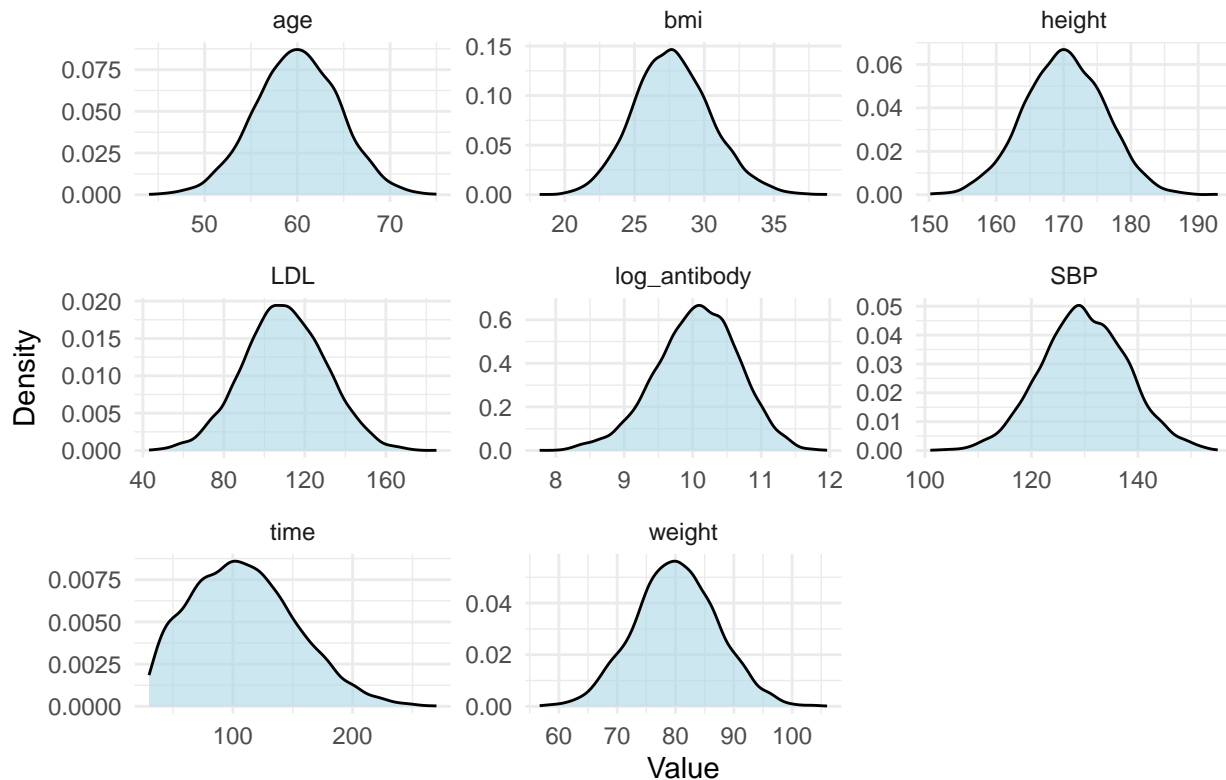 age
bmi
height
0.075
0.050
0.025
0.000
50 60 70
0.15
0.10
0.05
0.00
20 25 30 35
0.06
0.04
0.02
0.00
150 160 170 180 190
LDL
log_antibody
SBP
0.020
0.015
0.010
0.005
0.000
40 80 120 160
0.6
0.4
0.2
0.0
8 9 10 11 12
0.05
0.04
0.03
0.02
0.01
0.00
100 120 140
time
weight
0.0075
0.0050
0.0025
0.0000
100 200
0.04
0.02
0.00
60 70 80 90 100
Density
Value